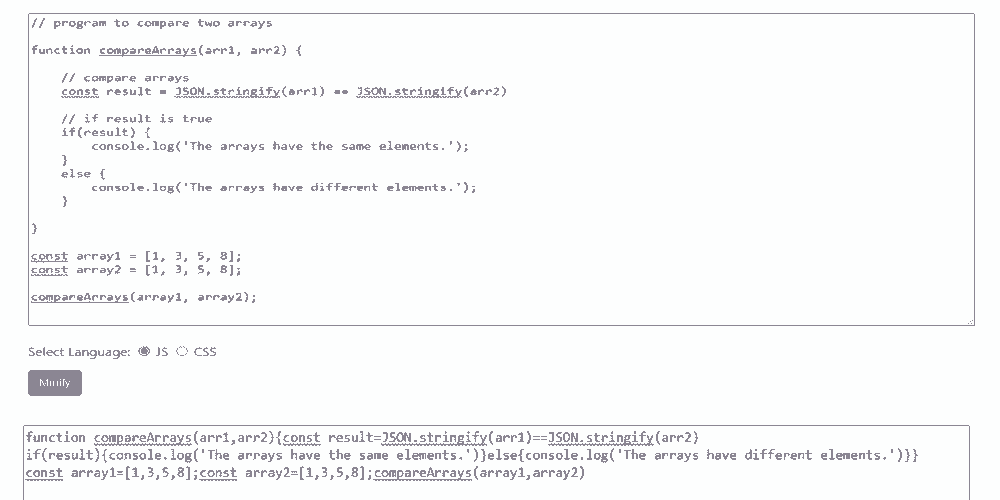 // program to compare two arrays
function compareArrays(arr1, arr2) {
// compare arrays
const result = JSON.stringify(arr1) == JSON.stringify(arr2)
// if result is true
if(result) {
console.log('The arrays have the same elements.');
}
else {
console.log('The arrays have different elements.');
}
}
const array1 = [1, 3, 5, 8];
const array2 = [1, 3, 5, 8];
compareArrays(array1, array2);
Select Language: JS CSS
Minify
function compareArrays(arr1,arr2){const result=JSON.stringify(arr1)==JSON.stringify(arr2)
if(result){console.log('The arrays have the same elements.')}else{console.log('The arrays have different elements.')}}
const array1=[1,3,5,8];const array2=[1,3,5,8];compareArrays(array1,array2)